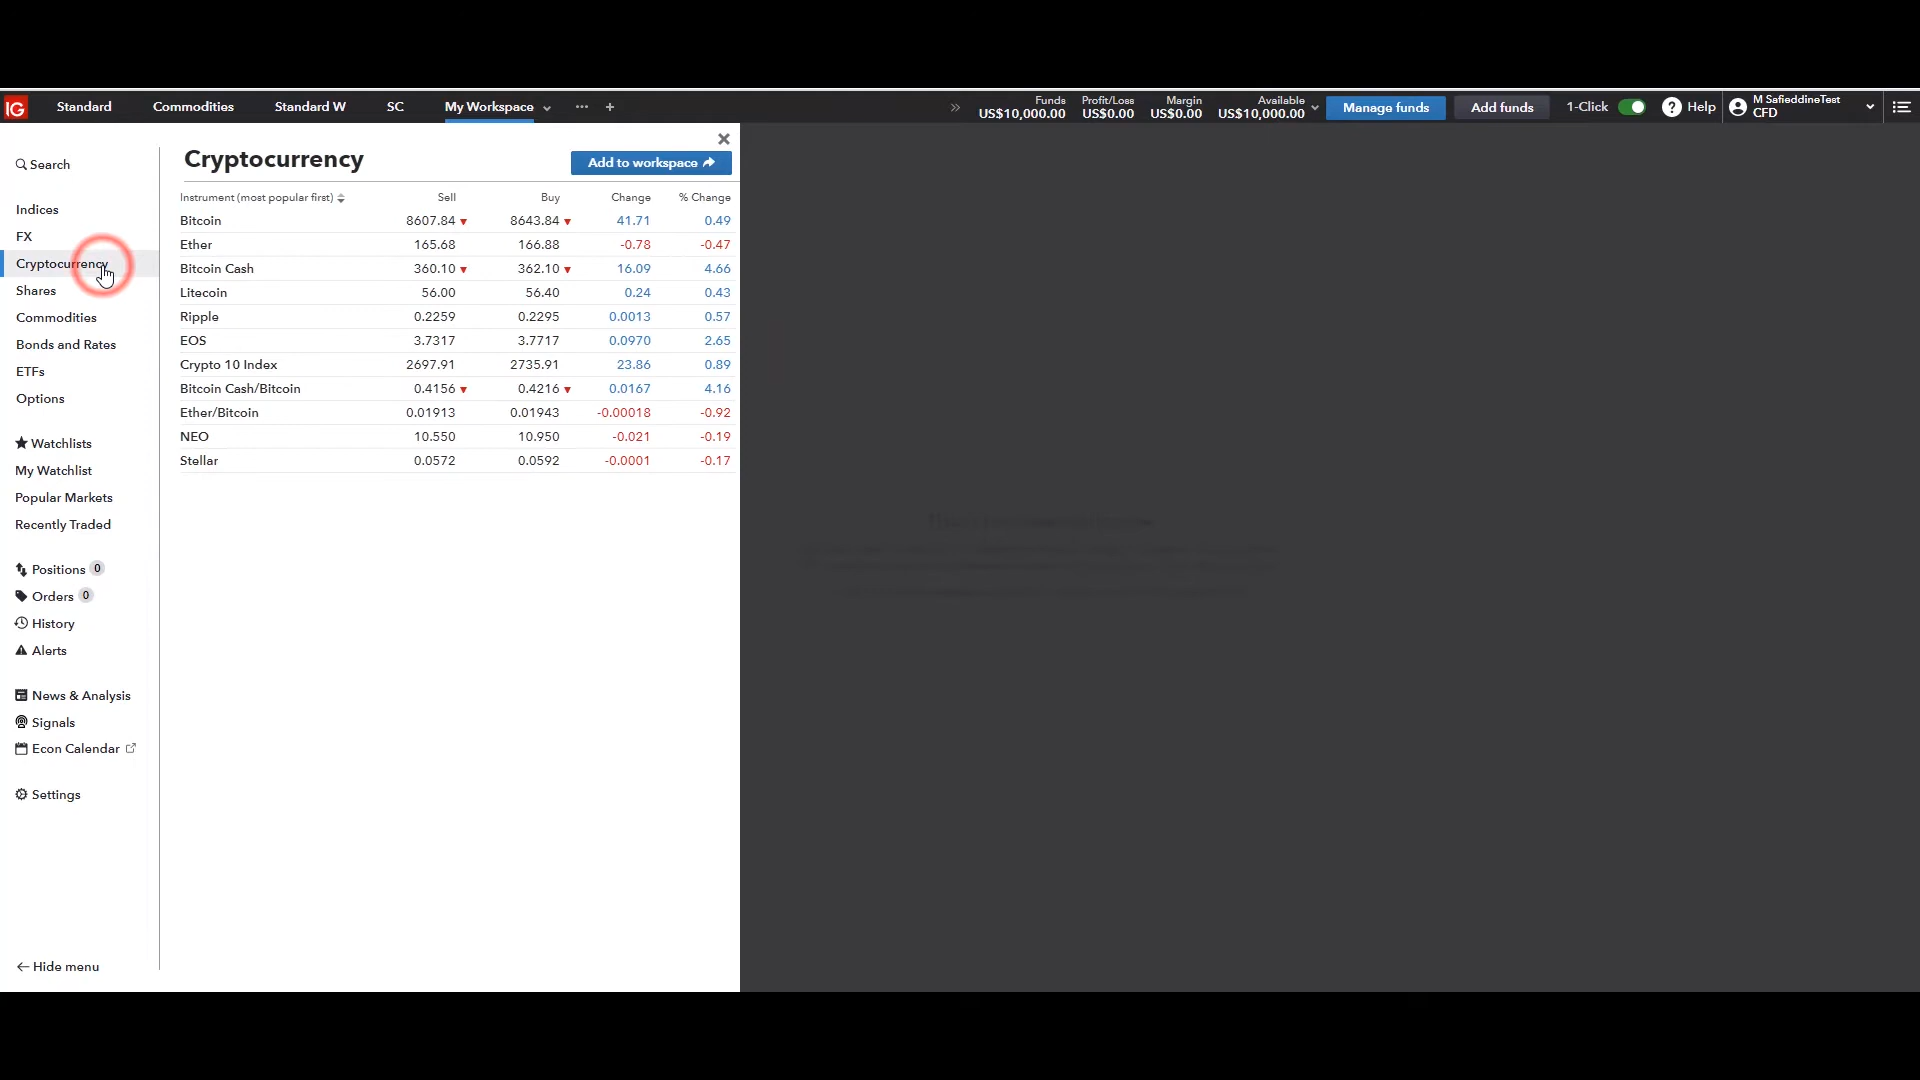 IG Standard Commodities Standard W SC My Workspace ••• + » Funds US$10,000.00 Profit/Loss US$0.00 Margin US$0.00 Available US$10,000.00 Manage funds Add funds 1-Click ? Help M SafieddineTest CFD
Search
Indices
FX
Cryptocurrency
Shares
Commodities
Bonds and Rates
ETFs
Options
Watchlists
My Watchlist
Popular Markets
Recently Traded
Positions 0
Orders 0
History
Alerts
News & Analysis
Signals
Econ Calendar
Settings
Hide menu
Cryptocurrency
Add to workspace
Instrument (most popular first) Sell Buy Change % Change
Bitcoin 8607.84 8643.84 41.71 0.49
Ether 165.68 166.88 -0.78 -0.47
Bitcoin Cash 360.10 362.10 16.09 4.66
Litecoin 56.00 56.40 0.24 0.43
Ripple 0.2259 0.2295 0.0013 0.57
EOS 3.7317 3.7717 0.0970 2.65
Crypto 10 Index 2697.91 2735.91 23.86 0.89
Bitcoin Cash/Bitcoin 0.4156 0.4216 0.0167 4.16
Ether/Bitcoin 0.01913 0.01943 -0.00018 -0.92
NEO 10.550 10.950 -0.021 -0.19
Stellar 0.0572 0.0592 -0.0001 -0.17